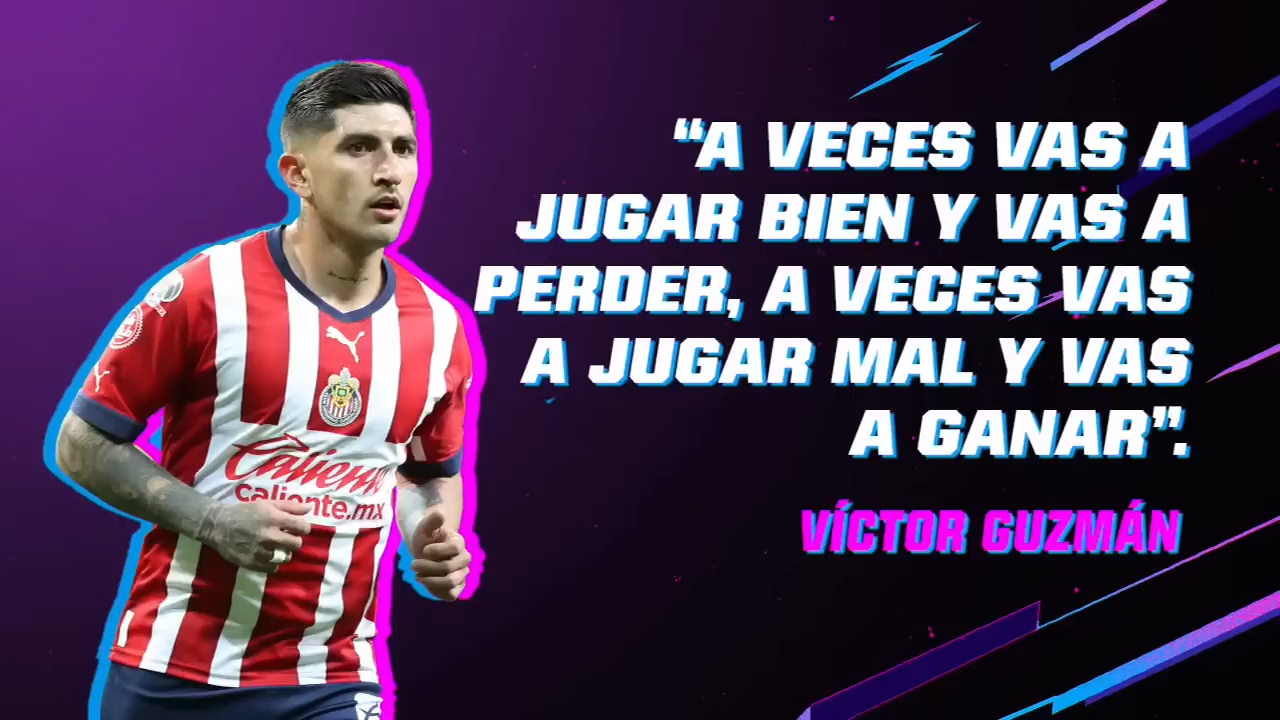 “A VECES VAS A
JUGAR BIEN Y VAS A
PERDER, A VECES VAS
A JUGAR MAL Y VAS
A GANAR”.
VÍCTOR GUZMÁN
Caliente
caliente.mx